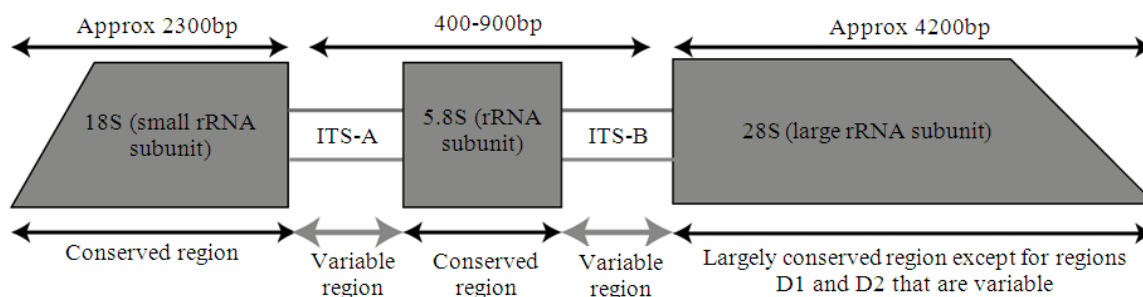 Approx 2300bp
400-900bp
Approx 4200bp
18S (small rRNA
subunit)
ITS-A
5.8S (rRNA
subunit)
ITS-B
28S (large rRNA subunit)
Conserved region
Variable
region
Conserved
region
Variable
region
Largely conserved region except for regions
D1 and D2 that are variable